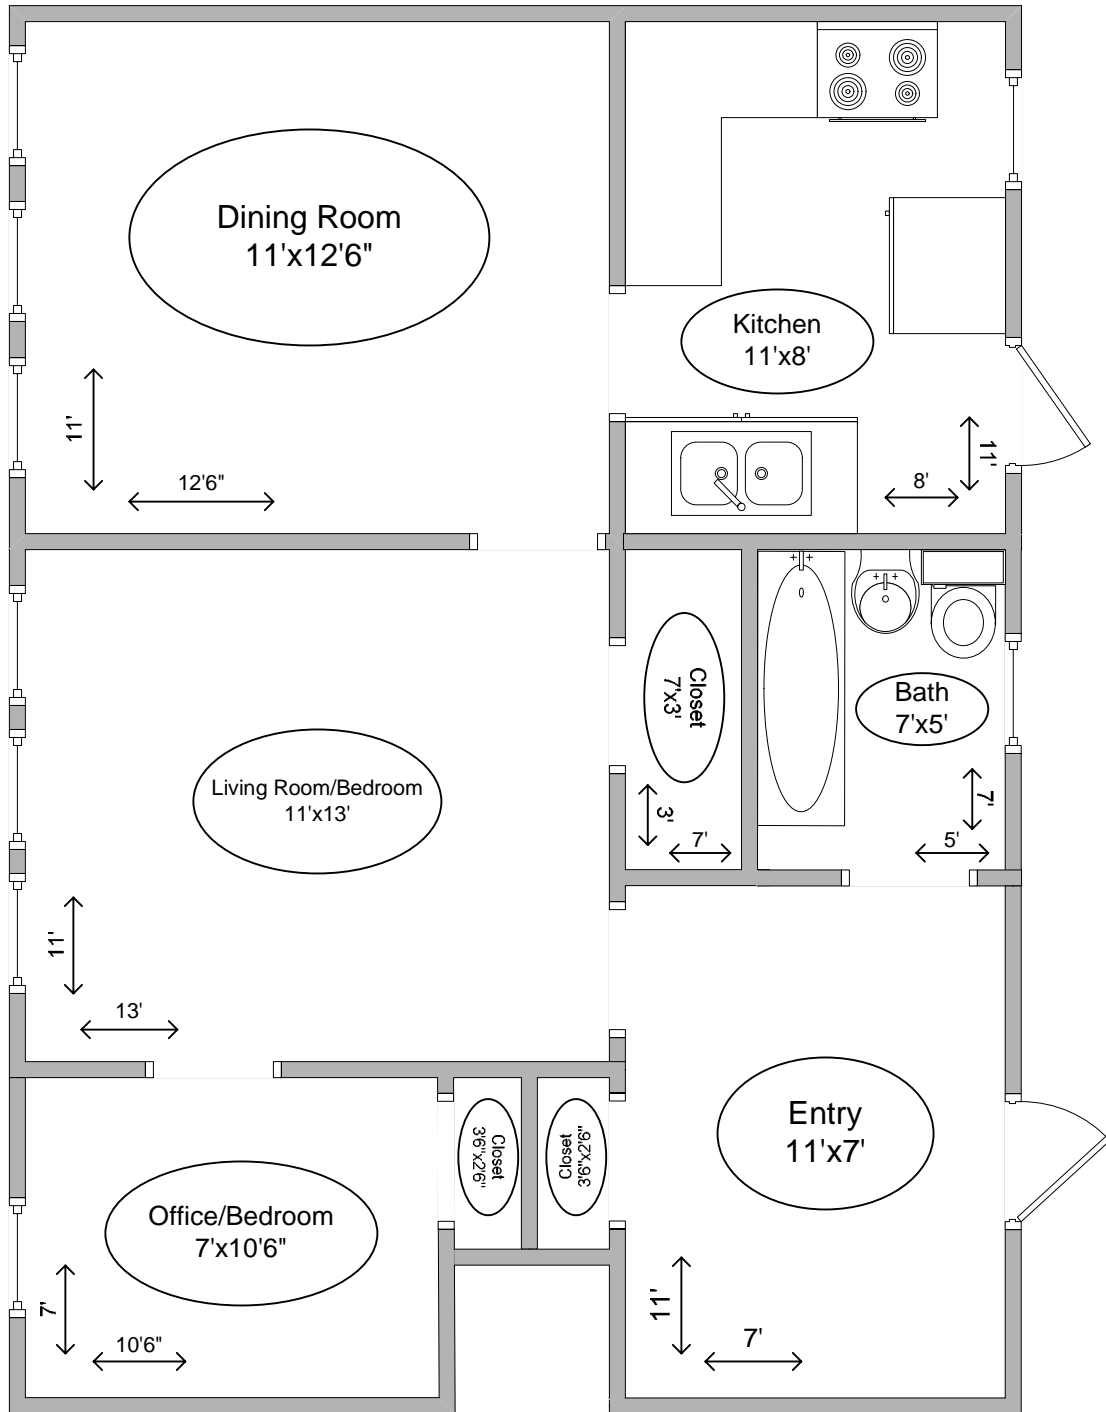 Dining Room
11'x12'6"
11'
12'6"
Kitchen
11'x8'
11'
8'
Closet
7'x3'
3'
7'
Bath
7'x5'
7'
5'
Living Room/Bedroom
11'x13'
11'
13'
Closet
3'6"x2'6"
Closet
3'6"x2'6"
Entry
11'x7'
11'
7'
Office/Bedroom
7'x10'6"
7'
10'6"